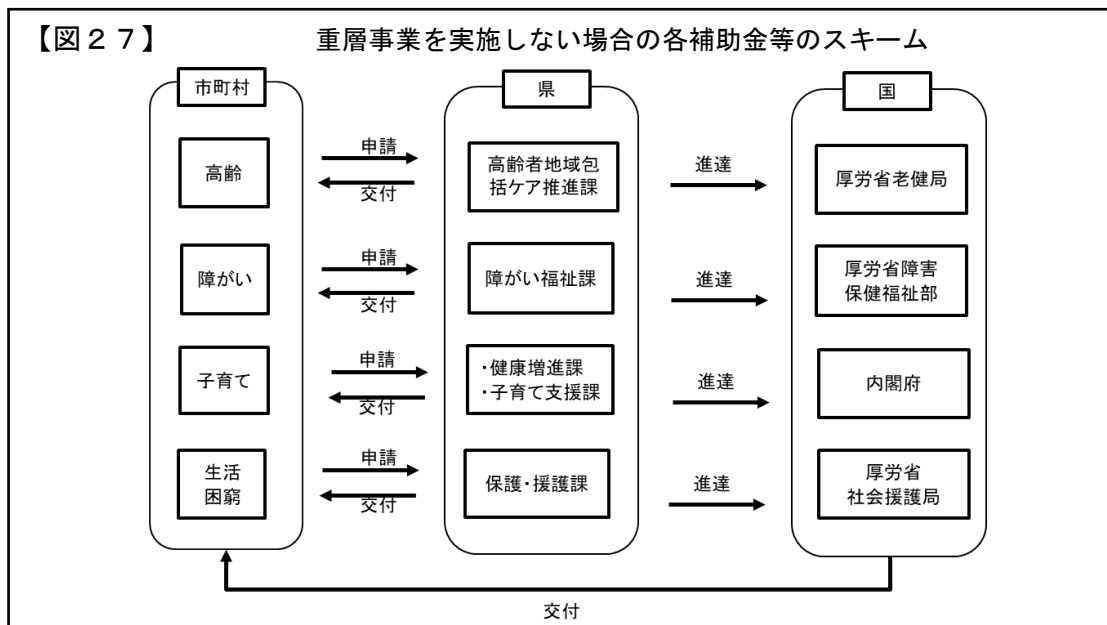 【図２７】
重層事業を実施しない場合の各補助金等のスキーム
市町村
県
国
高齢
申請
交付
高齢者地域包
括ケア推進課
進達
厚労省老健局
障がい
申請
交付
障がい福祉課
進達
厚労省障害
保健福祉部
子育て
申請
交付
・健康増進課
・子育て支援課
進達
内閣府
生活
困窮
申請
交付
保護・援護課
進達
厚労省
社会援護局
交付